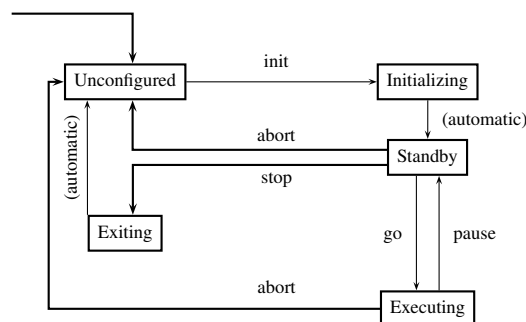 init
Unconfigured
Initializing
(automatic)
(automatic)
abort
Standby
stop
Exiting
go
pause
abort
Executing